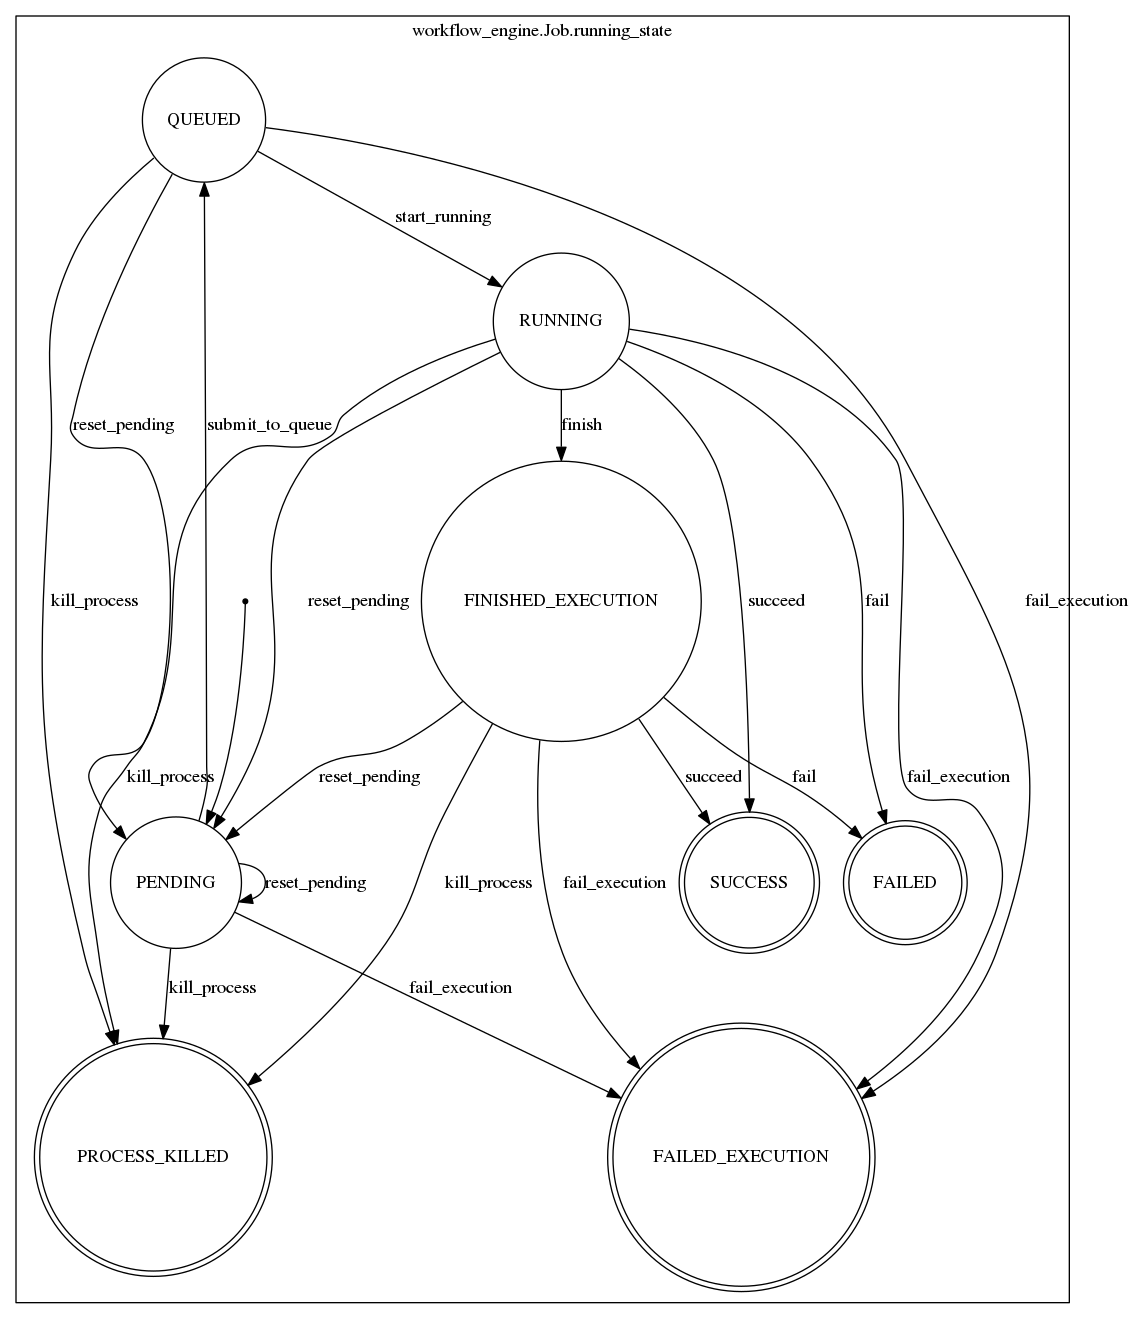 workflow_engine.Job.running_state
QUEUED
start_running
RUNNING
reset_pending
submit_to_queue
finish
kill_process
reset_pending
FINISHED_EXECUTION
succeed
fail
fail_execution
kill_process
reset_pending
succeed
fail
fail_execution
PENDING
reset_pending
kill_process
fail_execution
SUCCESS
FAILED
kill_process
fail_execution
PROCESS_KILLED
FAILED_EXECUTION